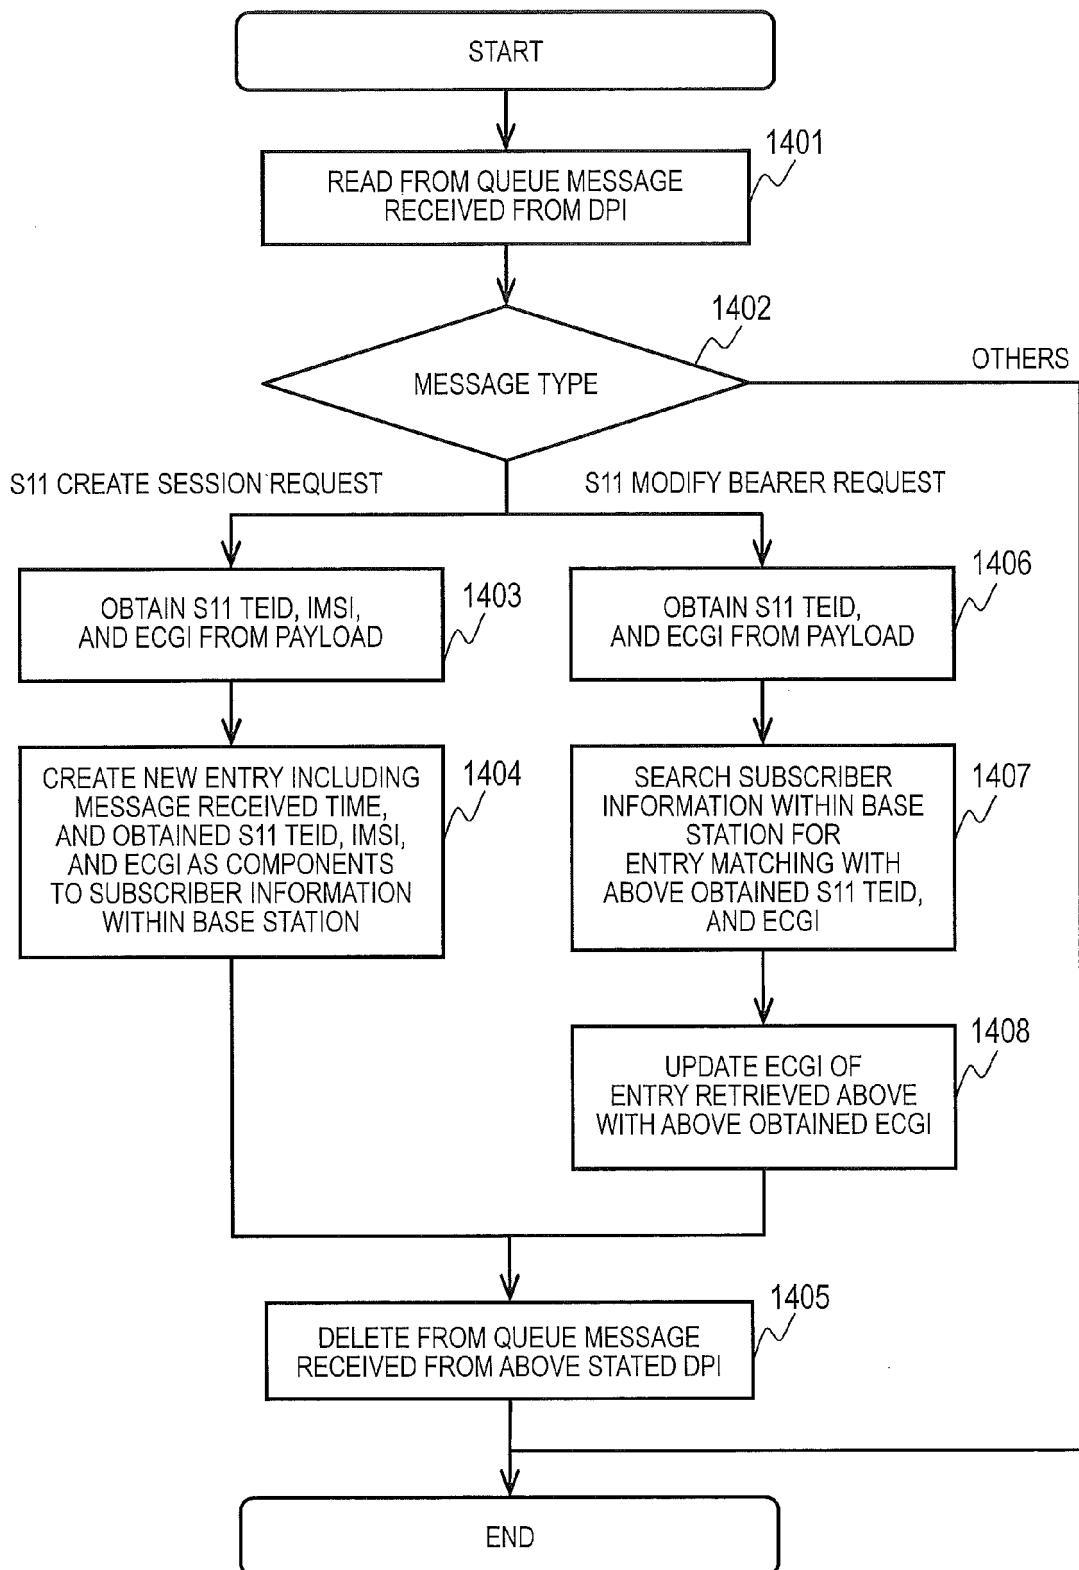 START
1401
READ FROM QUEUE MESSAGE
RECEIVED FROM DPI
1402
MESSAGE TYPE
OTHERS
S11 CREATE SESSION REQUEST
S11 MODIFY BEARER REQUEST
1403
OBTAIN S11 TEID, IMSI,
AND ECGI FROM PAYLOAD
1406
OBTAIN S11 TEID,
AND ECGI FROM PAYLOAD
1404
CREATE NEW ENTRY INCLUDING
MESSAGE RECEIVED TIME,
AND OBTAINED S11 TEID, IMSI,
AND ECGI AS COMPONENTS
TO SUBSCRIBER INFORMATION
WITHIN BASE STATION
1407
SEARCH SUBSCRIBER
INFORMATION WITHIN BASE
STATION FOR
ENTRY MATCHING WITH
ABOVE OBTAINED S11 TEID,
AND ECGI
1408
UPDATE ECGI OF
ENTRY RETRIEVED ABOVE
WITH ABOVE OBTAINED ECGI
1405
DELETE FROM QUEUE MESSAGE
RECEIVED FROM ABOVE STATED DPI
END